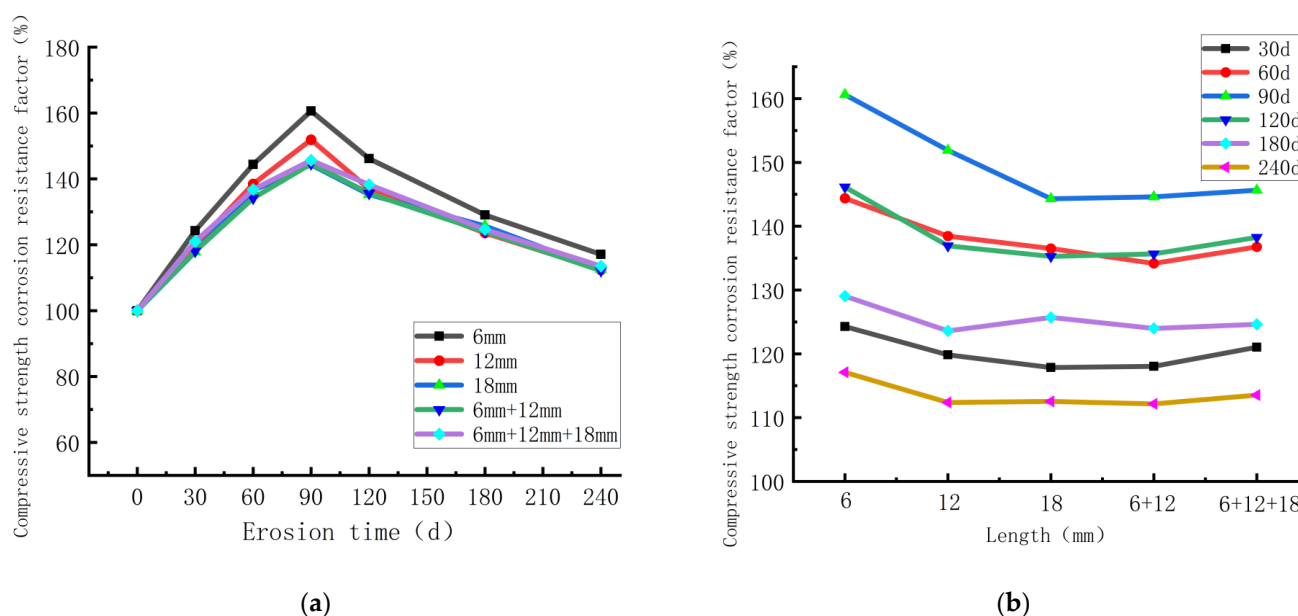 Compressive strength corrosion resistance factor (%)
180
160
140
120
100
80
60
0 30 60 90 120 150 180 210 240
Erosion time (d)
6mm
12mm
18mm
6mm+12mm
6mm+12mm+18mm
(a)
Compressive strength corrosion resistance factor (%)
160
150
140
130
120
110
100
6 12 18 6+12 6+12+18
Length (mm)
30d
60d
90d
120d
180d
240d
(b)